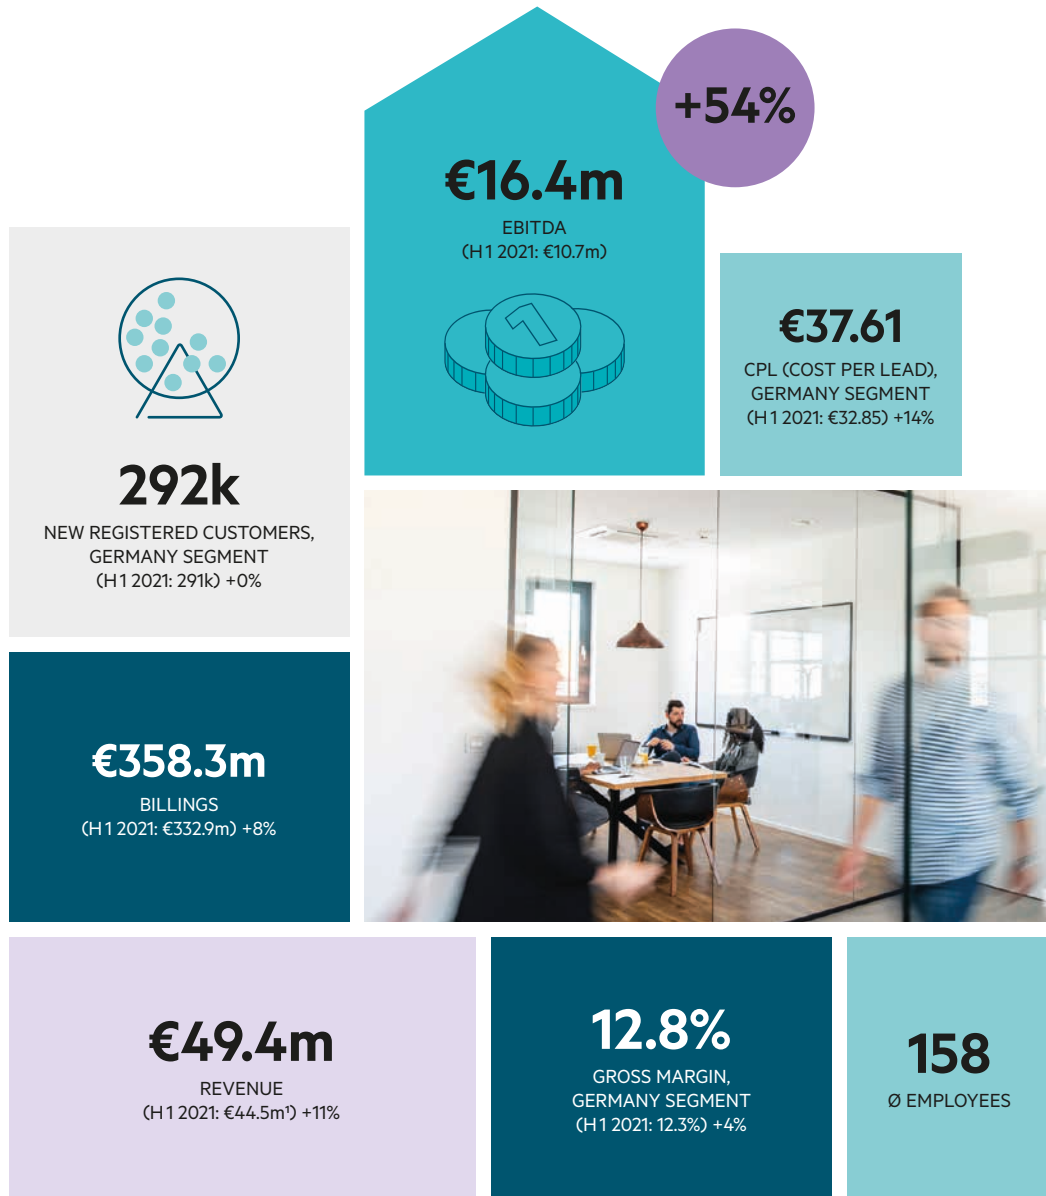 +54%
€16.4m
EBITDA
(H1 2021: €10.7m)
1
€37.61
CPL (COST PER LEAD),
GERMANY SEGMENT
(H1 2021: €32.85) +14%
292k
NEW REGISTERED CUSTOMERS,
GERMANY SEGMENT
(H1 2021: 291k) +0%
€358.3m
BILLINGS
(H1 2021: €332.9m) +8%
€49.4m
REVENUE
(H1 2021: €44.5m¹) +11%
12.8%
GROSS MARGIN,
GERMANY SEGMENT
(H1 2021: 12.3%) +4%
158
Ø EMPLOYEES